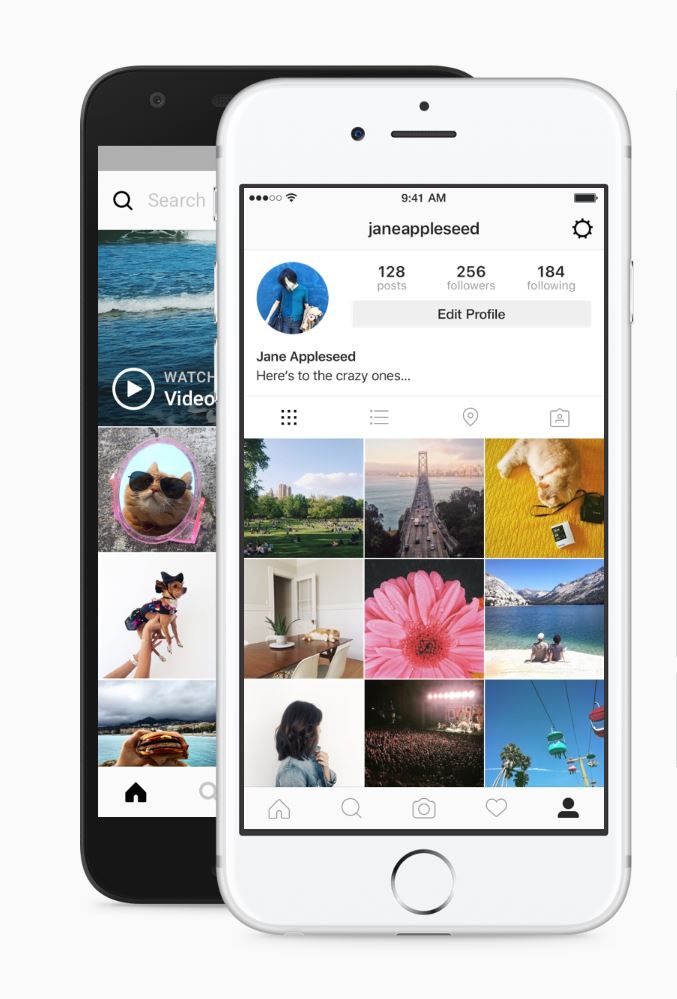 Search
WATCH
Video
9:41 AM
janeappleseed
128 256 184
posts followers following
Edit Profile
Jane Appleseed
Here's to the crazy ones...